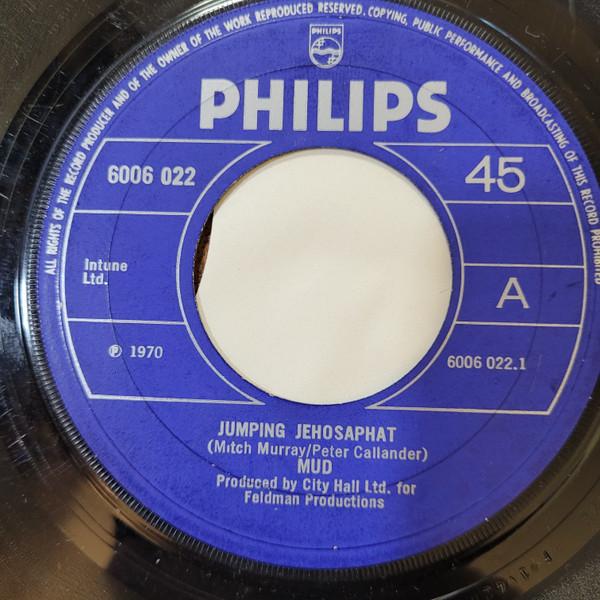 ALL RIGHTS OF THE RECORD PRODUCER AND OF THE OWNER OF THE WORK REPRODUCED RESERVED. COPYING, PUBLIC PERFORMANCE AND BROADCASTING OF THIS RECORD PROHIBITED
PHILIPS
PHILIPS
6006 022
45
Intune
Ltd.
A
℗ 1970
6006 022.1
JUMPING JEHOSAPHAT
(Mitch Murray/Peter Callander)
MUD
Produced by City Hall Ltd. for
Feldman Productions